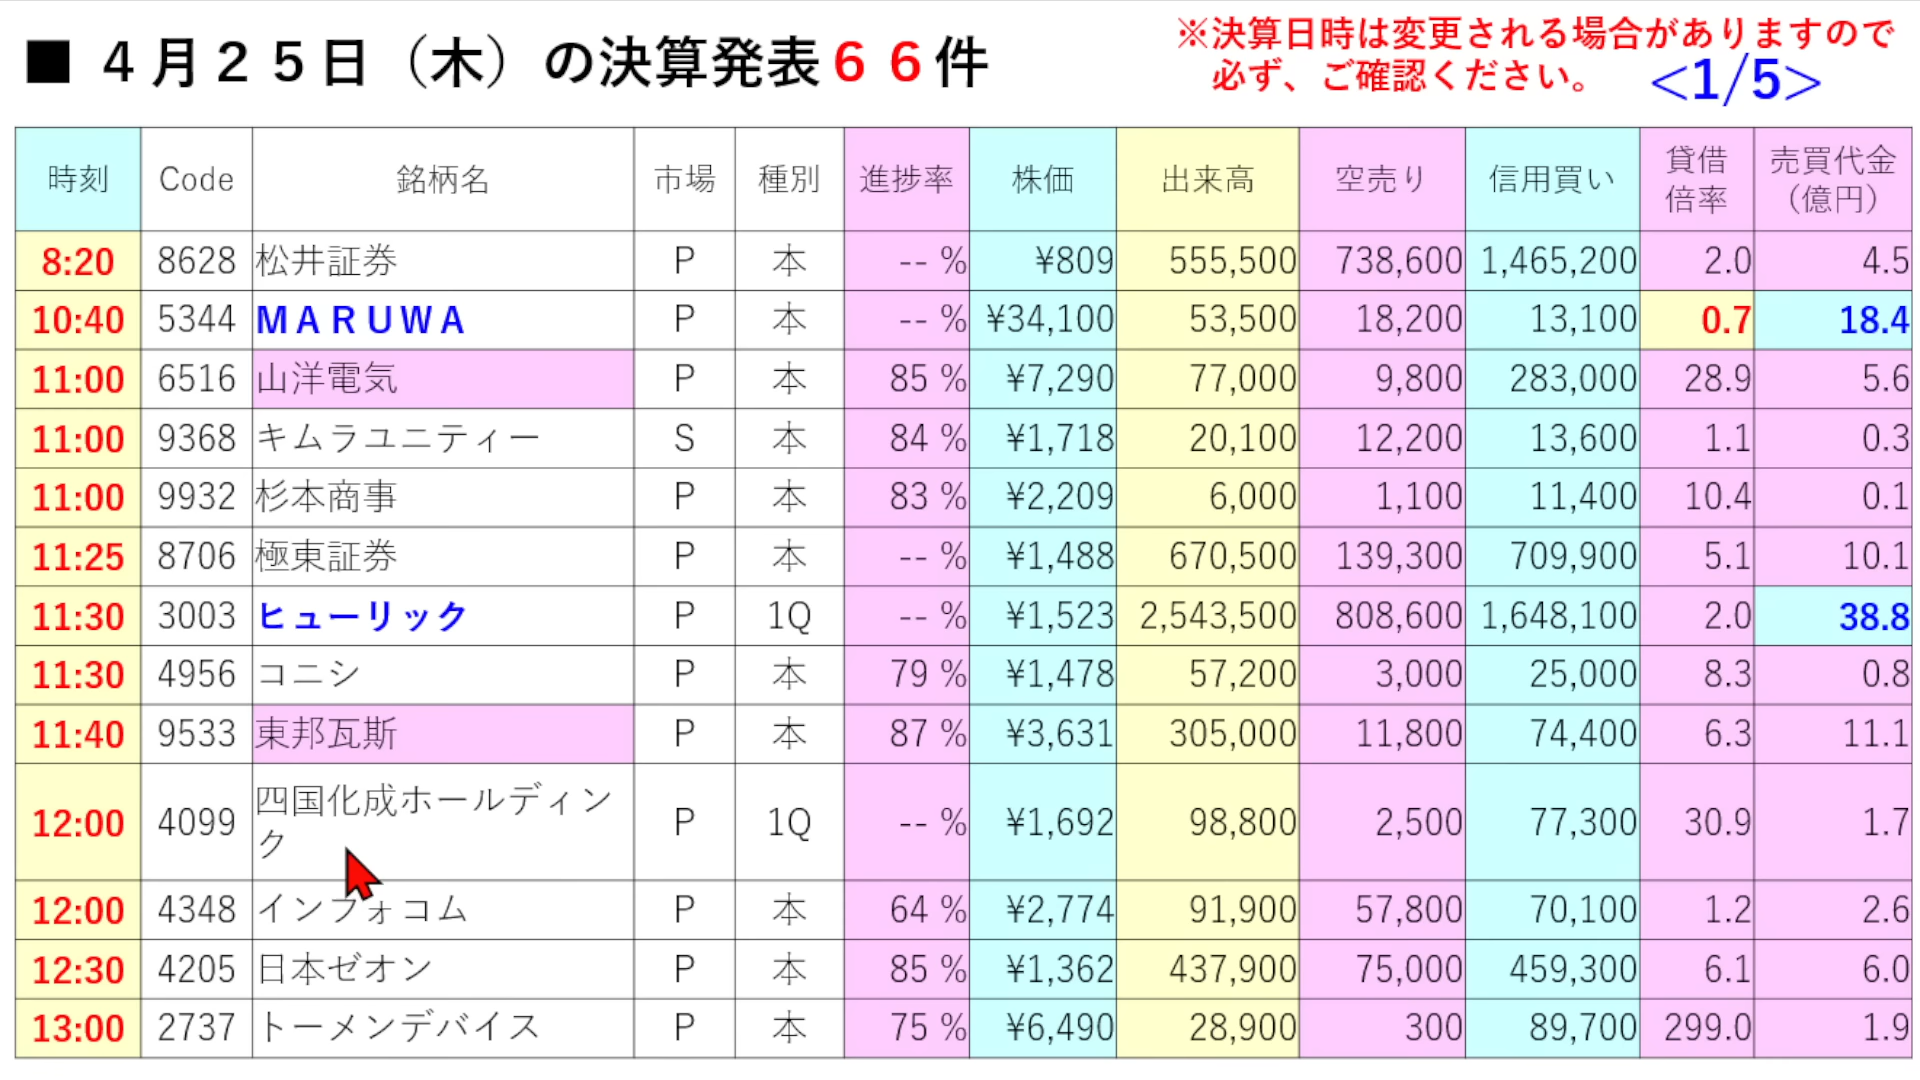 ■ ４月２５日（木）の決算発表６６件
※決算日時は変更される場合がありますので
必ず、ご確認ください。 <1/5>
時刻 Code 銘柄名 市場 種別 進捗率 株価 出来高 空売り 信用買い 貸借倍率 売買代金（億円）
8:20 8628 松井証券 P 本 -- % ¥809 555,500 738,600 1,465,200 2.0 4.5
10:40 5344 ＭＡＲＵＷＡ P 本 -- % ¥34,100 53,500 18,200 13,100 0.7 18.4
11:00 6516 山洋電気 P 本 85 % ¥7,290 77,000 9,800 283,000 28.9 5.6
11:00 9368 キムラユニティー S 本 84 % ¥1,718 20,100 12,200 13,600 1.1 0.3
11:00 9932 杉本商事 P 本 83 % ¥2,209 6,000 1,100 11,400 10.4 0.1
11:25 8706 極東証券 P 本 -- % ¥1,488 670,500 139,300 709,900 5.1 10.1
11:30 3003 ヒューリック P 1Q -- % ¥1,523 2,543,500 808,600 1,648,100 2.0 38.8
11:30 4956 コニシ P 本 79 % ¥1,478 57,200 3,000 25,000 8.3 0.8
11:40 9533 東邦瓦斯 P 本 87 % ¥3,631 305,000 11,800 74,400 6.3 11.1
12:00 4099 四国化成ホールディンク P 1Q -- % ¥1,692 98,800 2,500 77,300 30.9 1.7
12:00 4348 インフォコム P 本 64 % ¥2,774 91,900 57,800 70,100 1.2 2.6
12:30 4205 日本ゼオン P 本 85 % ¥1,362 437,900 75,000 459,300 6.1 6.0
13:00 2737 トーメンデバイス P 本 75 % ¥6,490 28,900 300 89,700 299.0 1.9